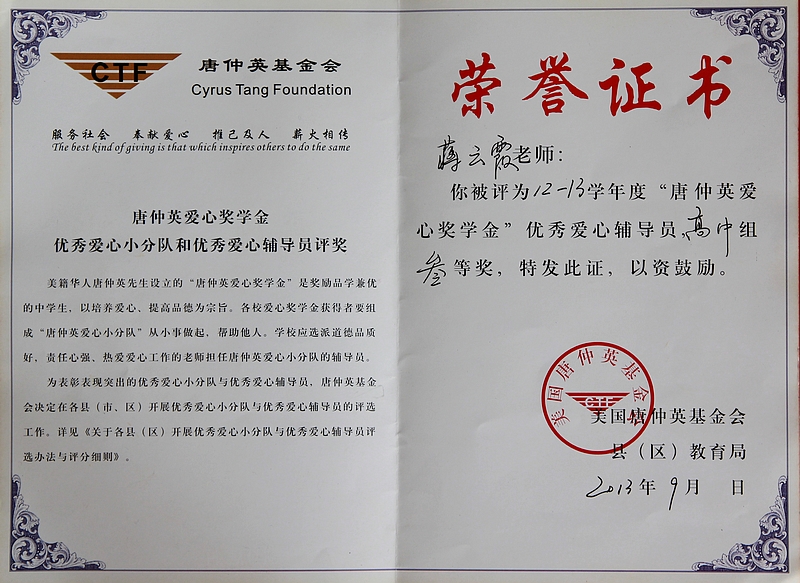 CTF
唐仲英基金会
Cyrus Tang Foundation
服务社会 奉献爱心 推己及人 薪火相传
The best kind of giving is that which inspires others to do the same
唐仲英爱心奖学金
优秀爱心小分队和优秀爱心辅导员评奖
美籍华人唐仲英先生设立的“唐仲英爱心奖学金”是奖励品学兼优
的中学生，以培养爱心、提高品德为宗旨。各校爱心奖学金获得者要组
成“唐仲英爱心小分队”从小事做起，帮助他人。学校应选派道德品质
好，责任心强、热爱爱心工作的老师担任唐仲英爱心小分队的辅导员。
为表彰表现突出的优秀爱心小分队与优秀爱心辅导员，唐仲英基金
会决定在各县（市、区）开展优秀爱心小分队与优秀爱心辅导员的评选
工作。详见《关于各县（区）开展优秀爱心小分队与优秀爱心辅导员评
选办法与评分细则》。
荣誉证书
蒋云霞老师：
你被评为12-13学年度“唐仲英爱
心奖学金”优秀爱心辅导员高中组
叁等奖，特发此证，以资鼓励。
美国唐仲英基金会
CTF
美国唐仲英基金会
县（区）教育局
2013年9月 日